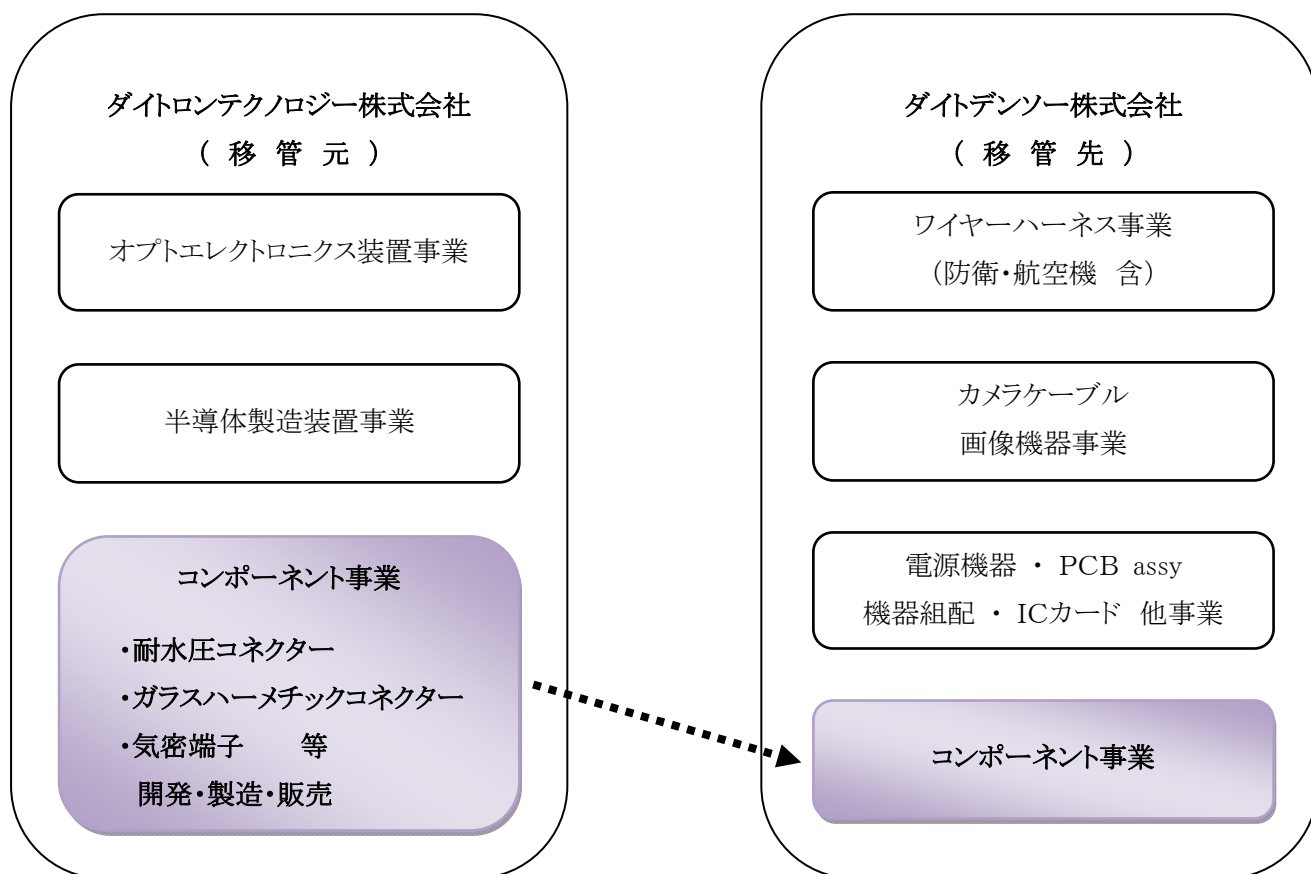 ダイトロンテクノロジー株式会社
( 移 管 元 )
オプトエレクトロニクス装置事業
半導体製造装置事業
コンポーネント事業
・耐水圧コネクター
・ガラスハーメチックコネクター
・気密端子　　等
開発・製造・販売
ダイトデンソー株式会社
( 移 管 先 )
ワイヤーハーネス事業
(防衛・航空機 含)
カメラケーブル
画像機器事業
電源機器 ・ PCB assy
機器組配 ・ ICカード 他事業
コンポーネント事業